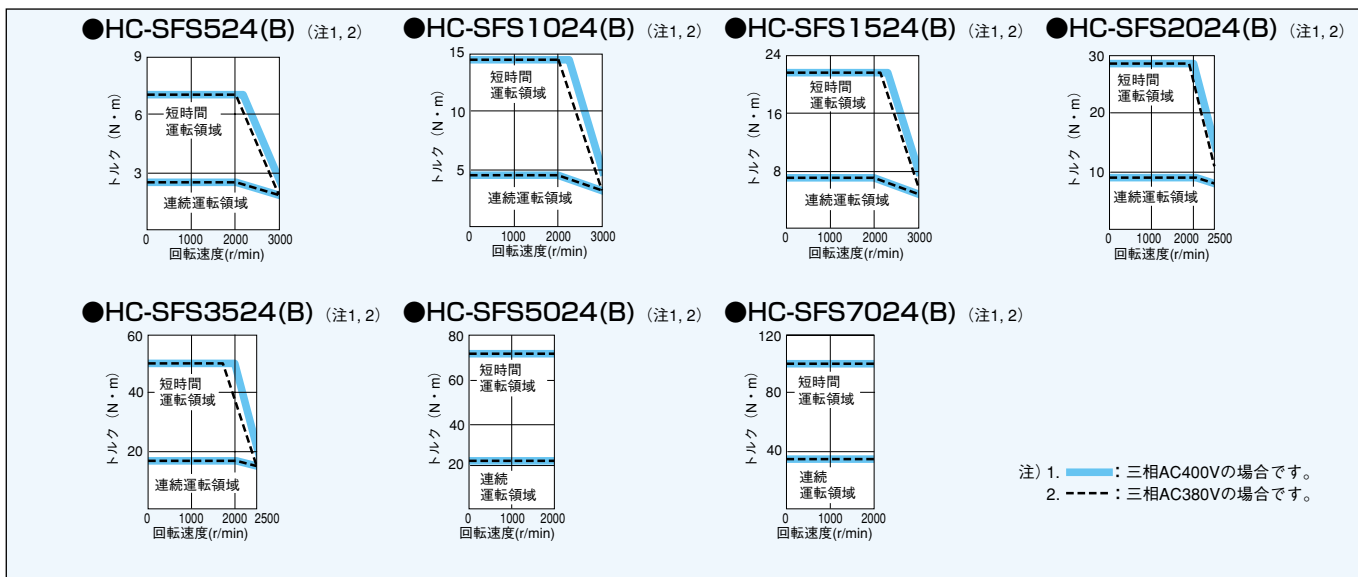 ●HC-SFS524(B)（注1, 2）
9
6
3
0
トルク（N・m）
短時間
運転領域
連続運転領域
0 1000 2000 3000
回転速度(r/min)
●HC-SFS1024(B)（注1, 2）
15
10
5
0
トルク（N・m）
短時間
運転領域
連続運転領域
0 1000 2000 3000
回転速度(r/min)
●HC-SFS1524(B)（注1, 2）
24
16
8
0
トルク（N・m）
短時間
運転領域
連続運転領域
0 1000 2000 3000
回転速度(r/min)
●HC-SFS2024(B)（注1, 2）
30
20
10
0
トルク（N・m）
短時間
運転領域
連続運転領域
0 1000 2000 2500
回転速度(r/min)
●HC-SFS3524(B)（注1, 2）
60
40
20
0
トルク（N・m）
短時間
運転領域
連続運転領域
0 1000 2000 2500
回転速度(r/min)
●HC-SFS5024(B)（注1, 2）
80
60
40
20
0
トルク（N・m）
短時間
運転領域
連続
運転領域
0 1000 2000
回転速度(r/min)
●HC-SFS7024(B)（注1, 2）
120
80
40
0
トルク（N・m）
短時間
運転領域
連続
運転領域
0 1000 2000
回転速度(r/min)
注）1. ：三相AC400Vの場合です。
2. ：三相AC380Vの場合です。